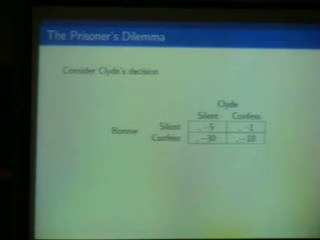 The Prisoner's Dilemma
Consider Clyde's decision
Clyde
Silent Confess
Silent , −5 , −1
Bonnie
Confess , −30 , −10